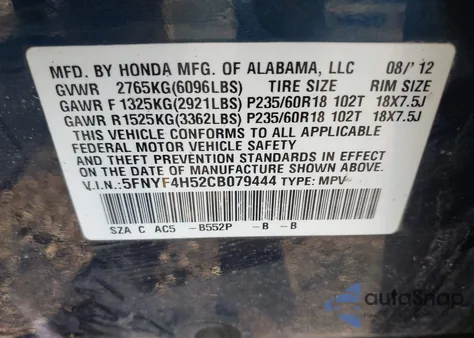 MFD. BY HONDA MFG. OF ALABAMA, LLC 08/'12
GVWR 2765KG(6096LBS) TIRE SIZE RIM SIZE
GAWR F 1325KG(2921LBS) P235/60R18 102T 18X7.5J
GAWR R1525KG(3362LBS) P235/60R18 102T 18X7.5J
THIS VEHICLE CONFORMS TO ALL APPLICABLE
FEDERAL MOTOR VEHICLE SAFETY
AND THEFT PREVENTION STANDARDS IN EFFECT
ON THE DATE OF MANUFACTURE SHOWN ABOVE.
V.I.N.:5FNYF4H52CB079444 TYPE: MPV
SZA C AC5 -B552P -B -B
autoSnap